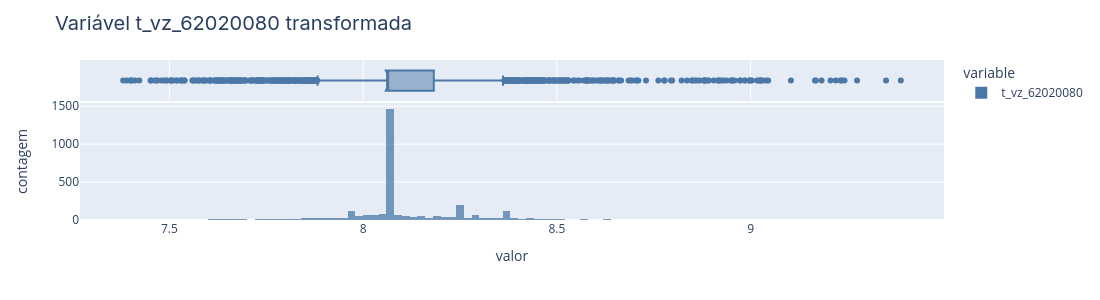 Variável t_vz_62020080 transformada
variable
t_vz_62020080
1500
1000
500
0
contagem
7.5
8
8.5
9
valor